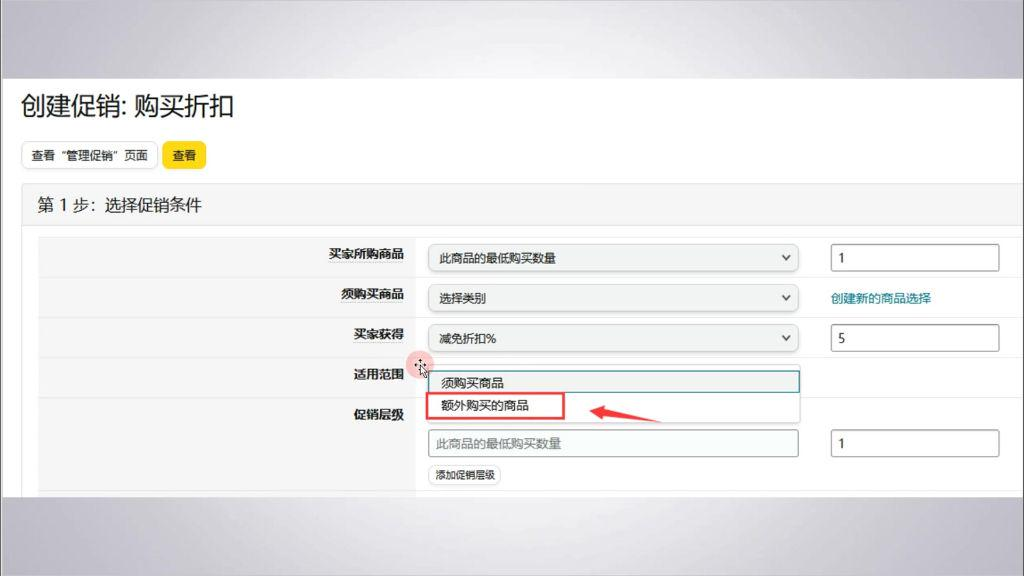 创建促销: 购买折扣
查看“管理促销”页面 查看
第 1 步：选择促销条件
买家所购商品 此商品的最低购买数量 1
须购买商品 选择类别 创建新的商品选择
买家获得 减免折扣% 5
适用范围 须购买商品
额外购买的商品
促销层级
此商品的最低购买数量 1
添加促销层级